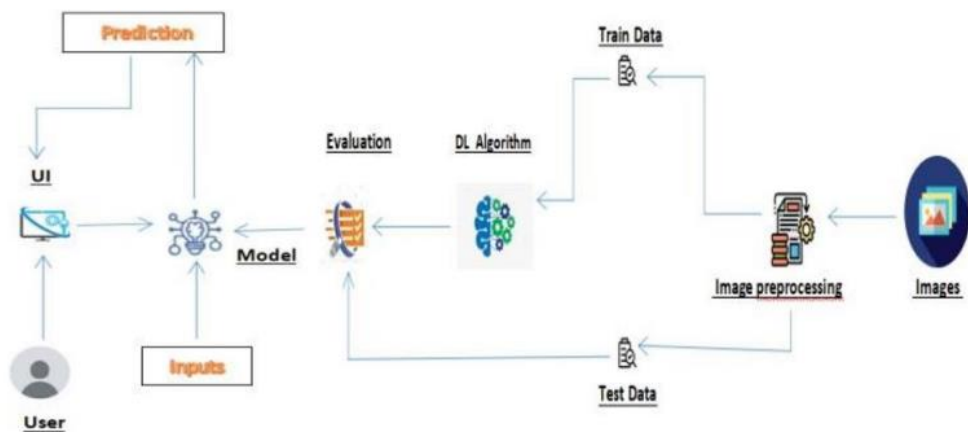 Prediction
Train Data
Evaluation
DL Algorithm
UI
Model
Image preprocessing
Images
Inputs
Test Data
User